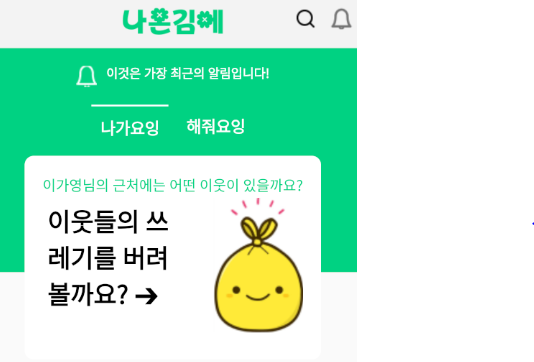 나온김에
이것은 가장 최근의 알림입니다!
나가요잉 해줘요잉
이가영님의 근처에는 어떤 이웃이 있을까요?
이웃들의 쓰
레기를 버려
볼까요? ➔